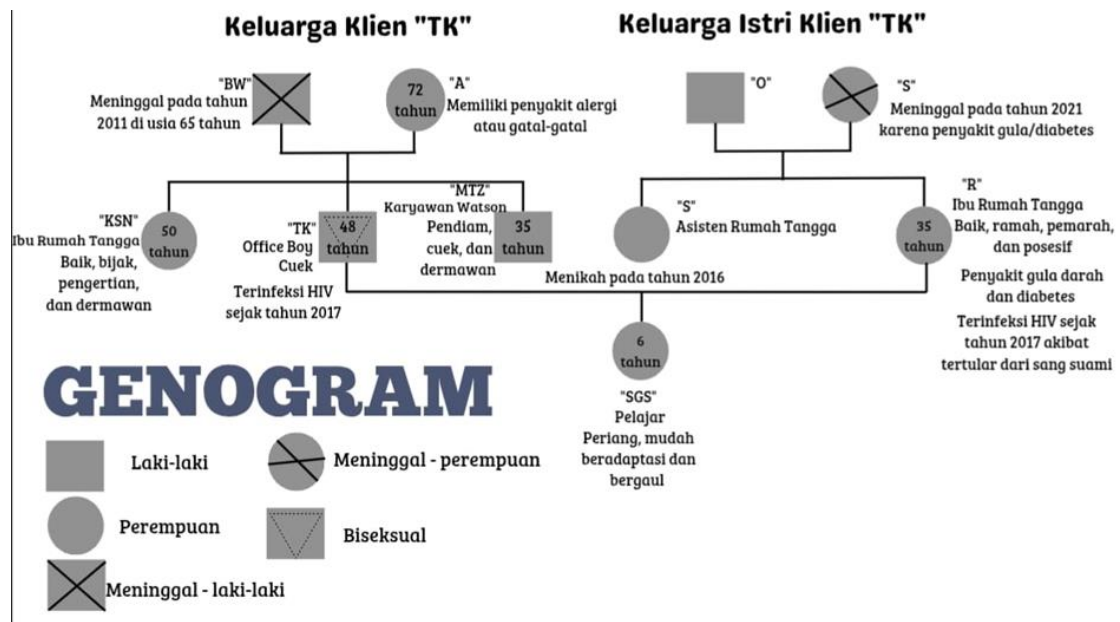 Keluarga Klien "TK"
Keluarga Istri Klien "TK"
"BW"
Meninggal pada tahun
2011 di usia 65 tahun
72
tahun
"A"
Memiliki penyakit alergi
atau gatal-gatal
"O"
"S"
Meninggal pada tahun 2021
karena penyakit gula/diabetes
"KSN"
Ibu Rumah Tangga
Baik, bijak,
pengertian,
dan dermawan
50
tahun
"TK"
Office Boy
Cuek
Terinfeksi HIV
sejak tahun 2017
48
tahun
"MTZ"
Karyawan Watson
Pendiam,
cuek, dan
dermawan
35
tahun
"S"
Asisten Rumah Tangga
35
tahun
"R"
Ibu Rumah Tangga
Baik, ramah, pemarah,
dan posesif
Penyakit gula darah
dan diabetes
Terinfeksi HIV sejak
tahun 2017 akibat
tertular dari sang suami
Menikah pada tahun 2016
6
tahun
"SGS"
Pelajar
Periang, mudah
beradaptasi dan
bergaul
GENOGRAM
Laki-laki
Meninggal - perempuan
Perempuan
Biseksual
Meninggal - laki-laki